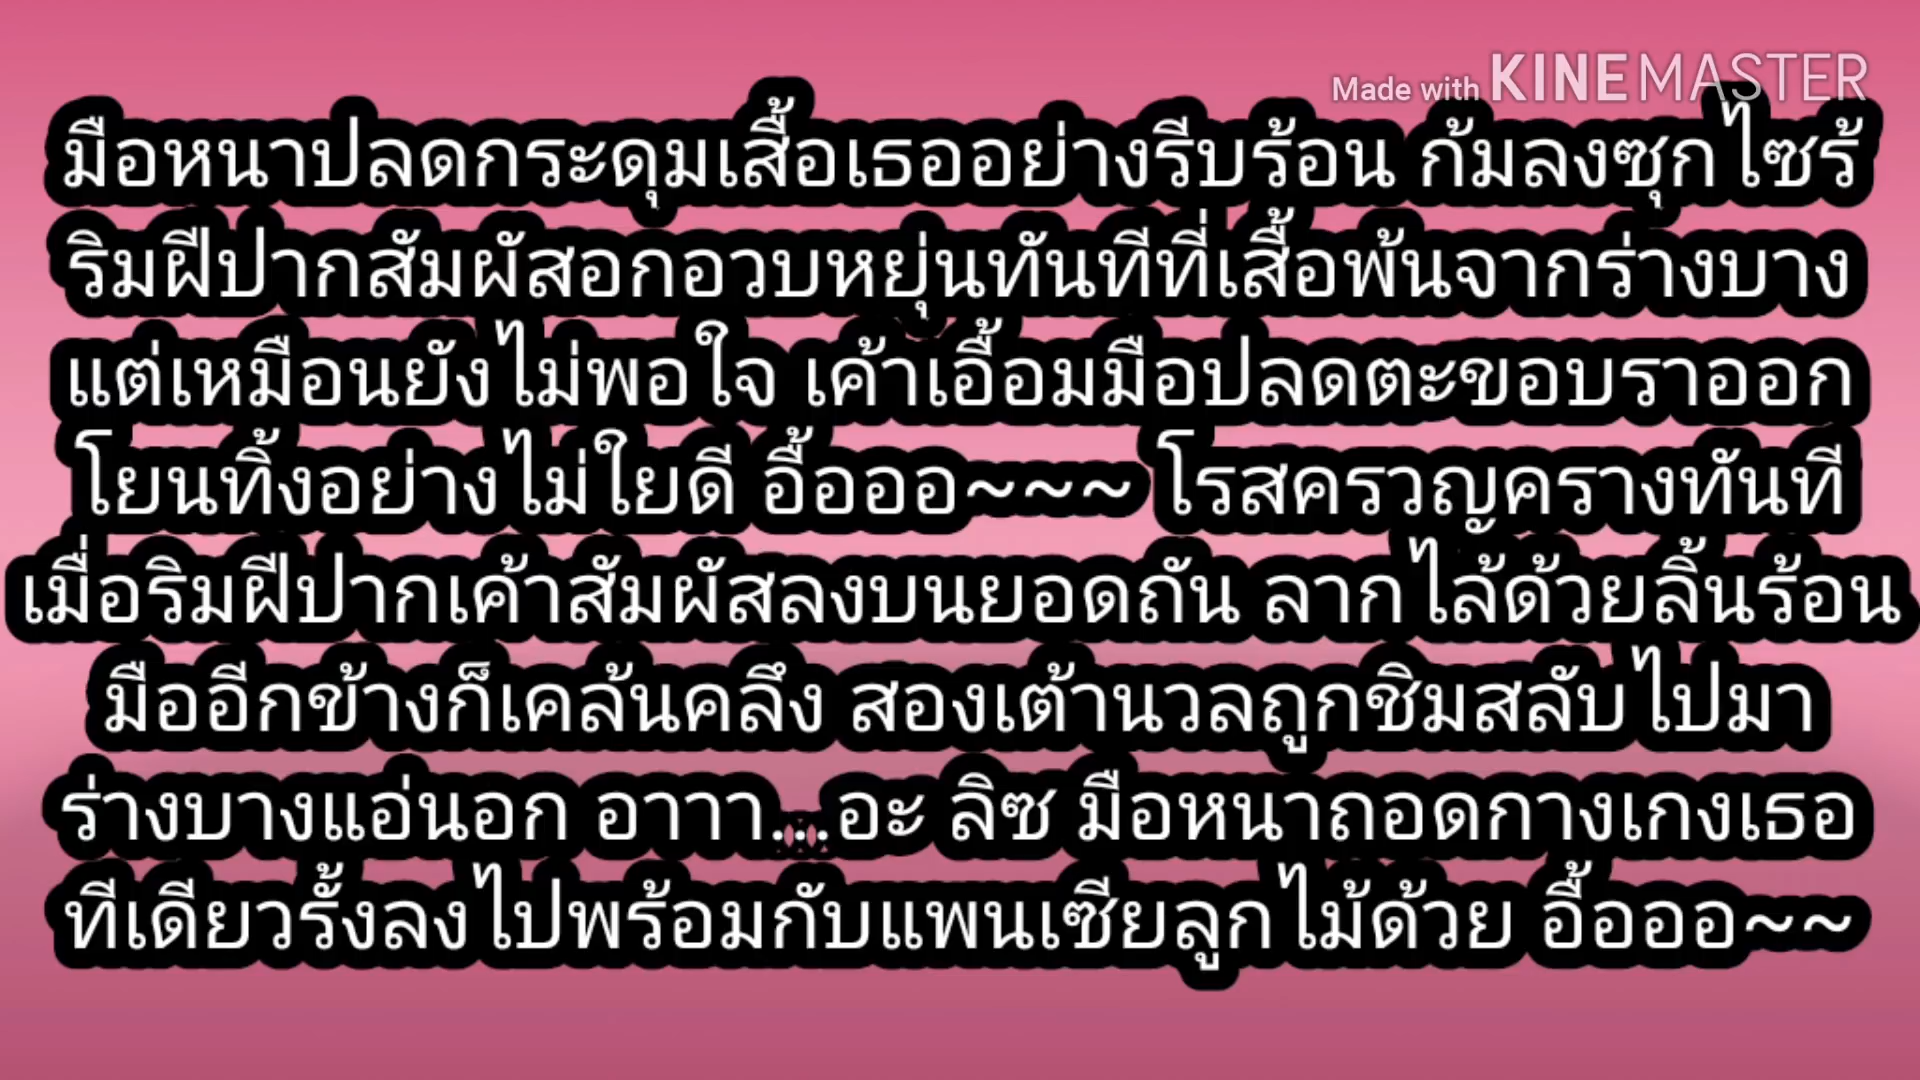 Made with KINEMASTER
มือหนาปลดกระดุมเสื้อเธออย่างรีบร้อน ก้มลงซุกไซร้
ริมฝีปากสัมผัสอกอวบหยุ่นทันทีที่เสื้อพ้นจากร่างบาง
แต่เหมือนยังไม่พอใจ เค้าเอื้อมมือปลดตะขอบราออก
โยนทิ้งอย่างไม่ใยดี อื้อออ~~~ โรสครวญครางทันที
เมื่อริมฝีปากเค้าสัมผัสลงบนยอดถัน ลากไล้ด้วยลิ้นร้อน
มืออีกข้างก็เคล้นคลึง สองเต้านวลถูกชิมสลับไปมา
ร่างบางแอ่นอก อาาา...อะ ลิซ มือหนาถอดกางเกงเธอ
ทีเดียวรั้งลงไปพร้อมกับแพนเซียลูกไม้ด้วย อื้อออ~~